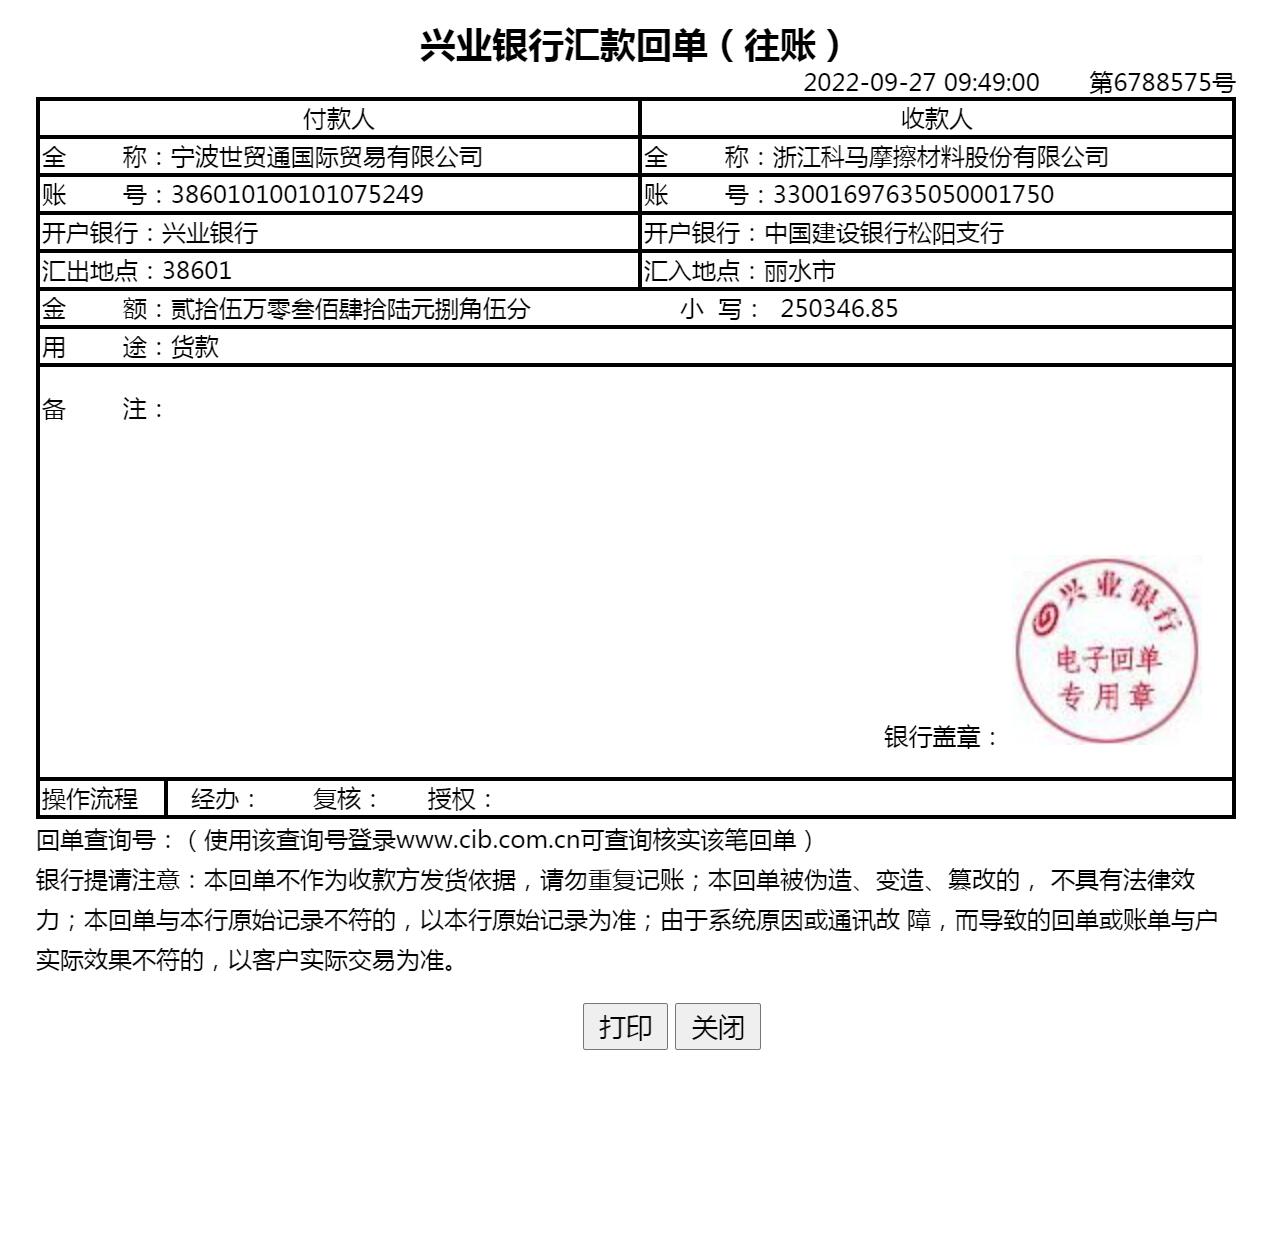 兴业银行汇款回单（往账）
2022-09-27 09:49:00 第6788575号
付款人 收款人
全 称：宁波世贸通国际贸易有限公司 全 称：浙江科马摩擦材料股份有限公司
账 号：386010100101075249 账 号：33001697635050001750
开户银行：兴业银行 开户银行：中国建设银行松阳支行
汇出地点：38601 汇入地点：丽水市
金 额：贰拾伍万零叁佰肆拾陆元捌角伍分 小 写： 250346.85
用 途：货款
备 注：
兴业银行
电子回单
专用章
银行盖章：
操作流程 经办： 复核： 授权：
回单查询号：（使用该查询号登录www.cib.com.cn可查询核实该笔回单）
银行提请注意：本回单不作为收款方发货依据，请勿重复记账；本回单被伪造、变造、篡改的， 不具有法律效
力；本回单与本行原始记录不符的，以本行原始记录为准；由于系统原因或通讯故 障，而导致的回单或账单与户
实际效果不符的，以客户实际交易为准。
打印 关闭